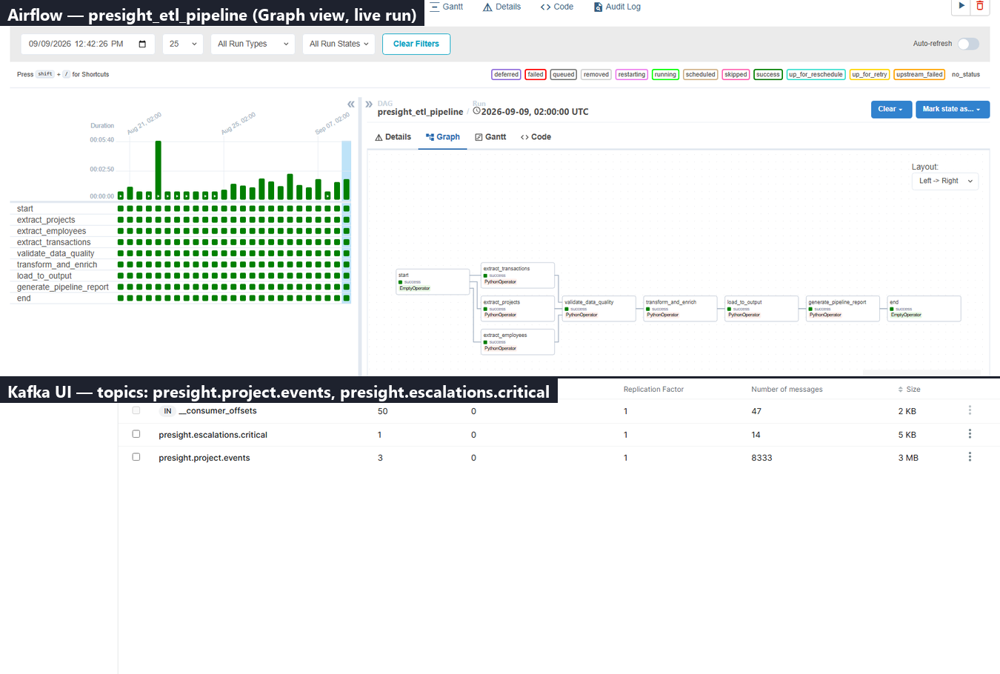 Airflow — presight_etl_pipeline (Graph view, live run)
Gantt Details Code Audit Log
09/09/2026 12:42:26 PM 25 All Run Types All Run States Clear Filters Auto-refresh
Press shift + / for Shortcuts deferred failed queued removed restarting running scheduled skipped success up_for_reschedule up_for_retry upstream_failed no_status
DAG Run
presight_etl_pipeline / 2026-09-09, 02:00:00 UTC
Clear Mark state as...
Details Graph Gantt Code
Aug 21, 02:00 Aug 25, 02:00 Sep 07, 02:00
Duration
00:05:40
00:02:50
00:00:00
start
extract_projects
extract_employees
extract_transactions
validate_data_quality
transform_and_enrich
load_to_output
generate_pipeline_report
end
Layout:
Left -> Right
start
success
EmptyOperator
extract_transactions
success
PythonOperator
extract_projects
success
PythonOperator
extract_employees
success
PythonOperator
validate_data_quality
success
PythonOperator
transform_and_enrich
success
PythonOperator
load_to_output
success
PythonOperator
generate_pipeline_report
success
PythonOperator
end
success
EmptyOperator
Kafka UI — topics: presight.project.events, presight.escalations.critical
Replication Factor Number of messages Size
IN __consumer_offsets 50 0 1 47 2 KB
presight.escalations.critical 1 0 1 14 5 KB
presight.project.events 3 0 1 8333 3 MB